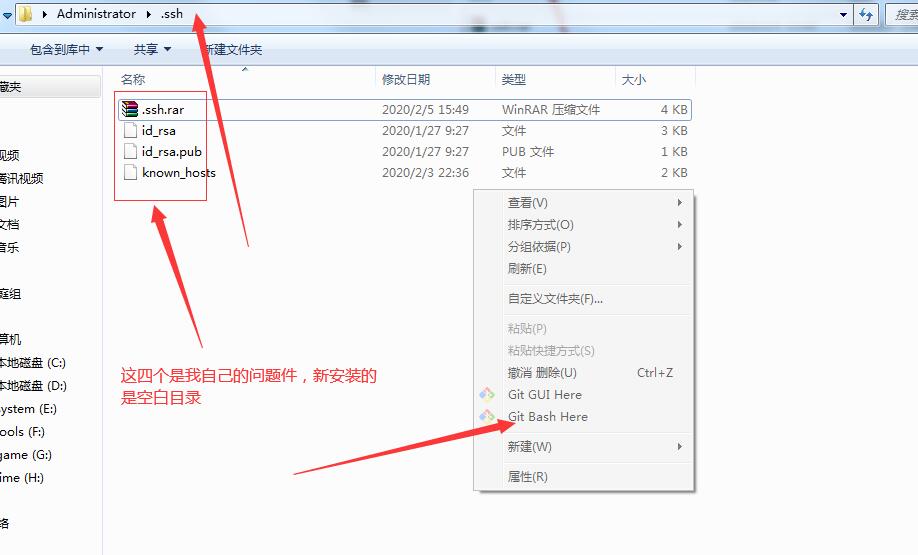 Administrator .ssh
搜索
包含到库中 共享 新建文件夹
名称 修改日期 类型 大小
藏夹
.ssh.rar 2020/2/5 15:49 WinRAR 压缩文件 4 KB
id_rsa 2020/1/27 9:27 文件 3 KB
id_rsa.pub 2020/1/27 9:27 PUB 文件 1 KB
known_hosts 2020/2/3 22:36 文件 2 KB
视频
腾讯视频
图片
文档
音乐
庭组
算机
本地磁盘 (C:)
本地磁盘 (D:)
system (E:)
ools (F:)
game (G:)
ime (H:)
络
查看(V)
排序方式(O)
分组依据(P)
刷新(E)
自定义文件夹(F)...
粘贴(P)
粘贴快捷方式(S)
撤消 删除(U) Ctrl+Z
Git GUI Here
Git Bash Here
新建(W)
属性(R)
这四个是我自己的问题件，新安装的
是空白目录